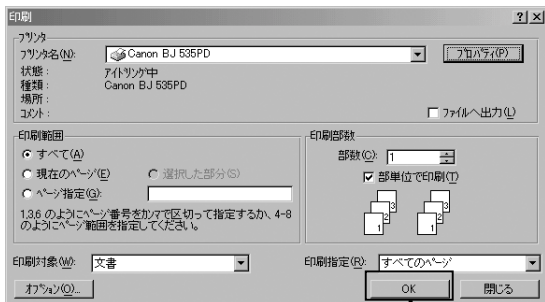 印刷
プリンタ
プリンタ名(N): Canon BJ 535PD プロパティ(P)
状態: アイドリング中
種類: Canon BJ 535PD
場所:
コメント: ファイルへ出力(L)
印刷範囲
すべて(A)
現在のページ(E) 選択した部分(S)
ページ指定(G):
1,3,6 のようにページ番号をカンマで区切って指定するか、4-8
のようにページ範囲を指定してください。
印刷部数
部数(C): 1
部単位で印刷(T)
1 2 3 1 2 3
印刷対象(W): 文書 印刷指定(R): すべてのページ
オプション(O)... OK 閉じる